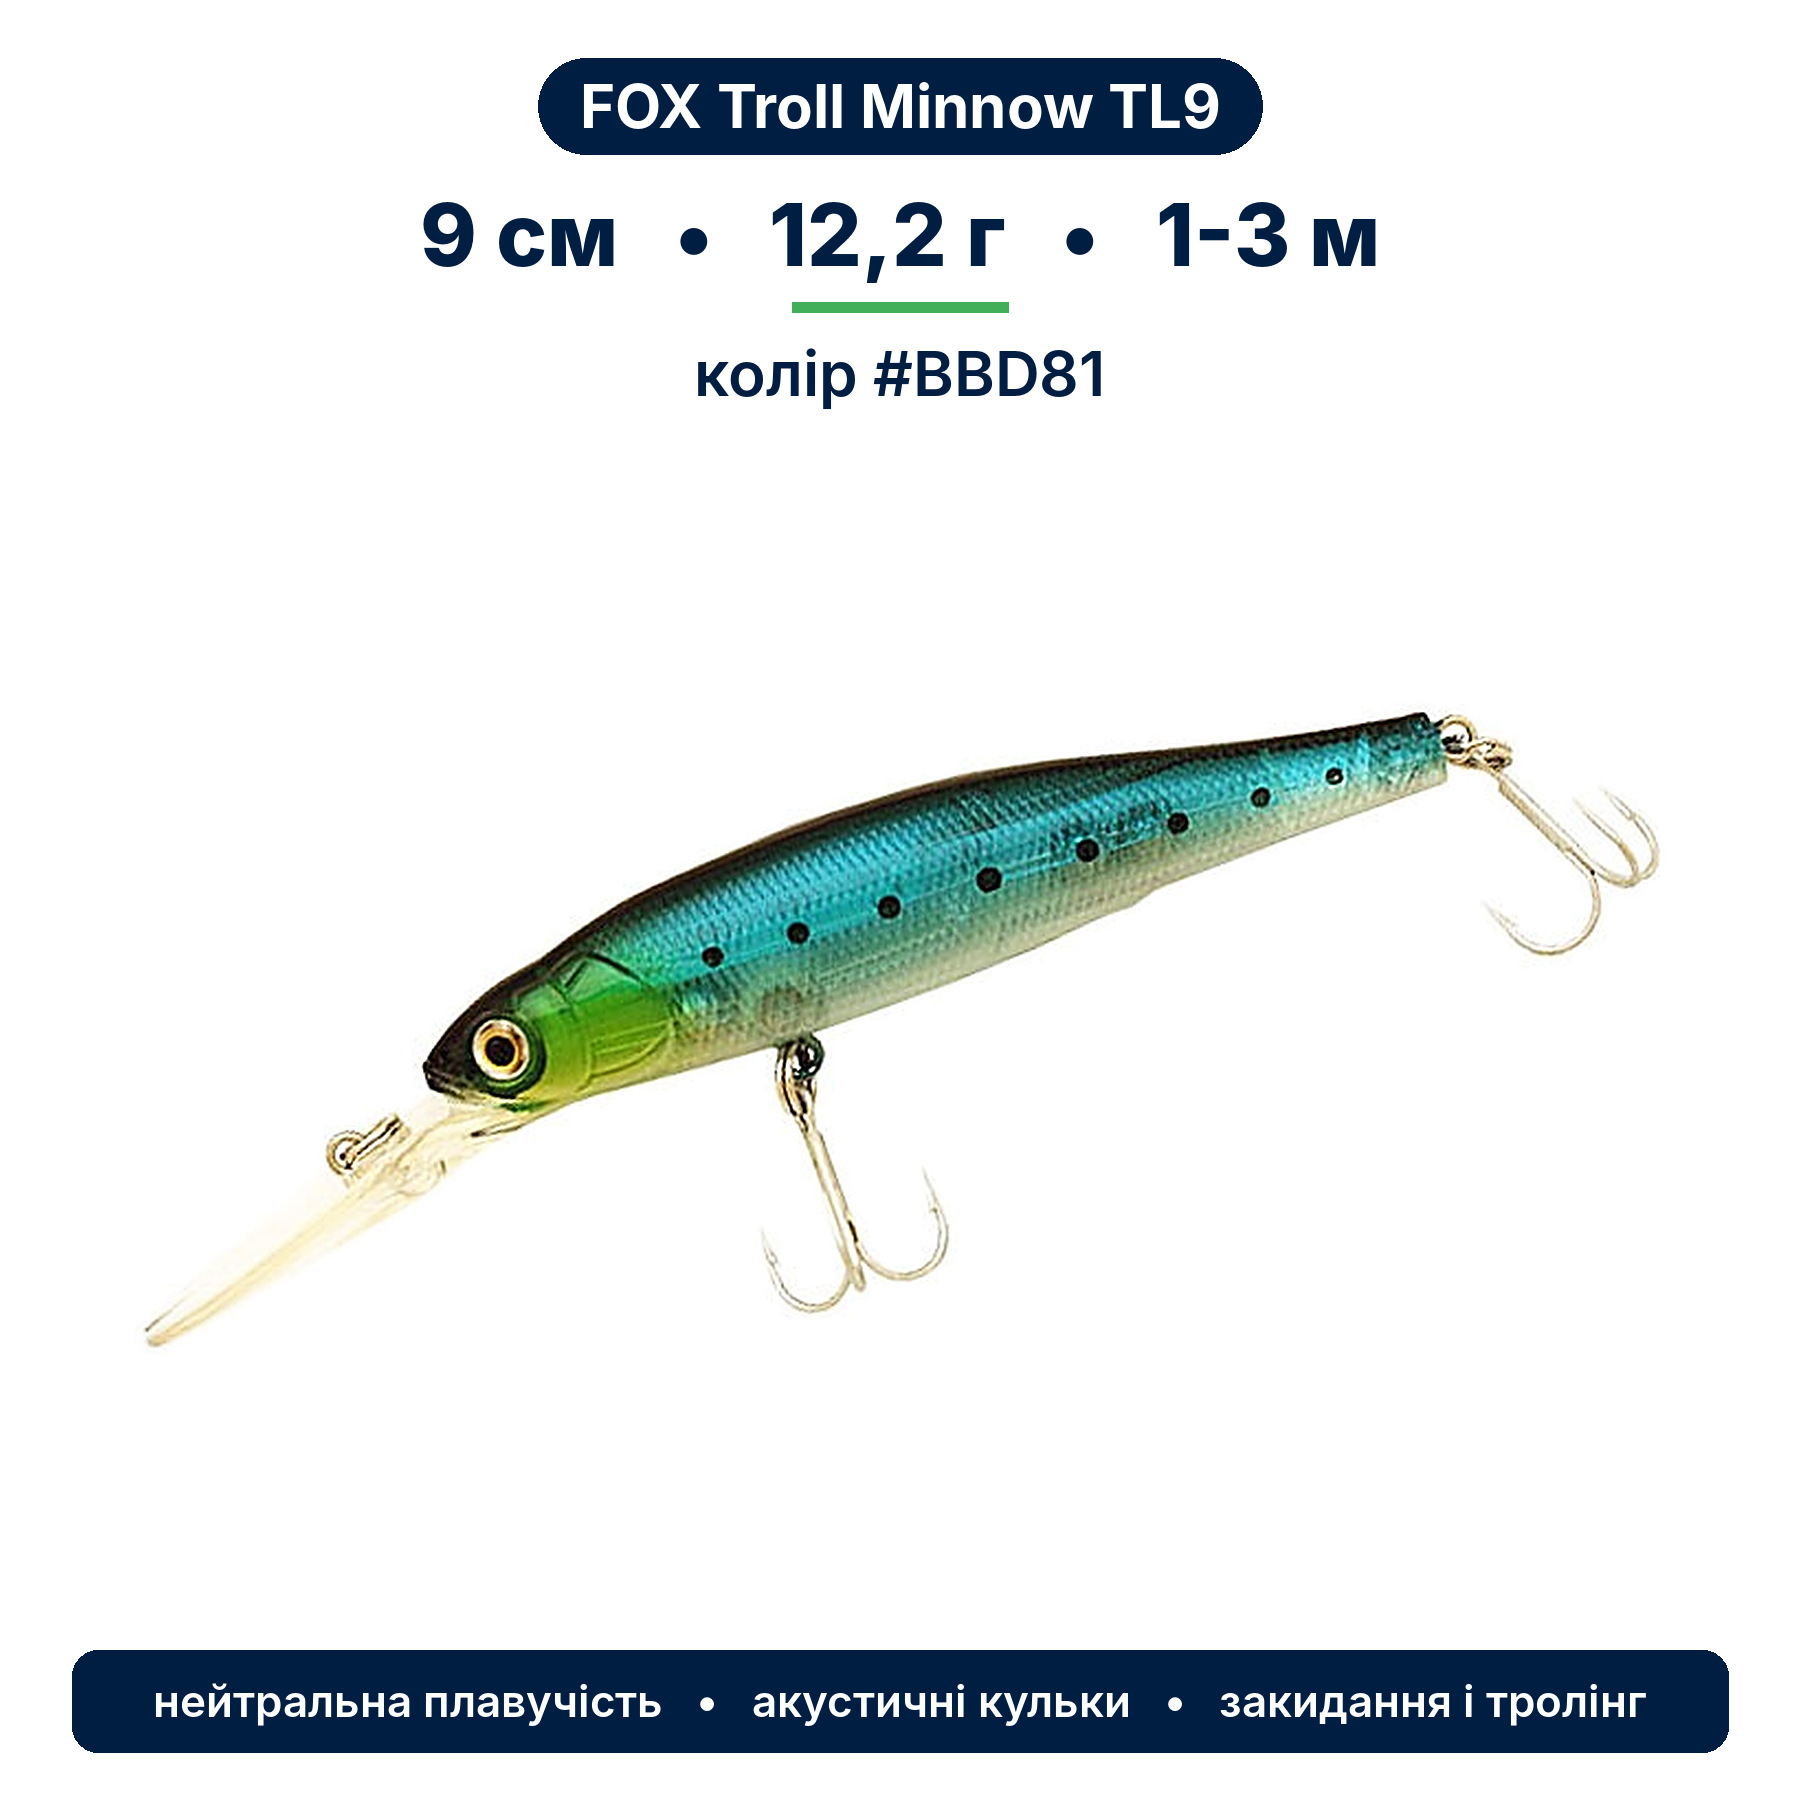 FOX Troll Minnow TL9
9 см • 12,2 г • 1-3 м
колір #BBD81
нейтральна плавучість • акустичні кульки • закидання і тролінг